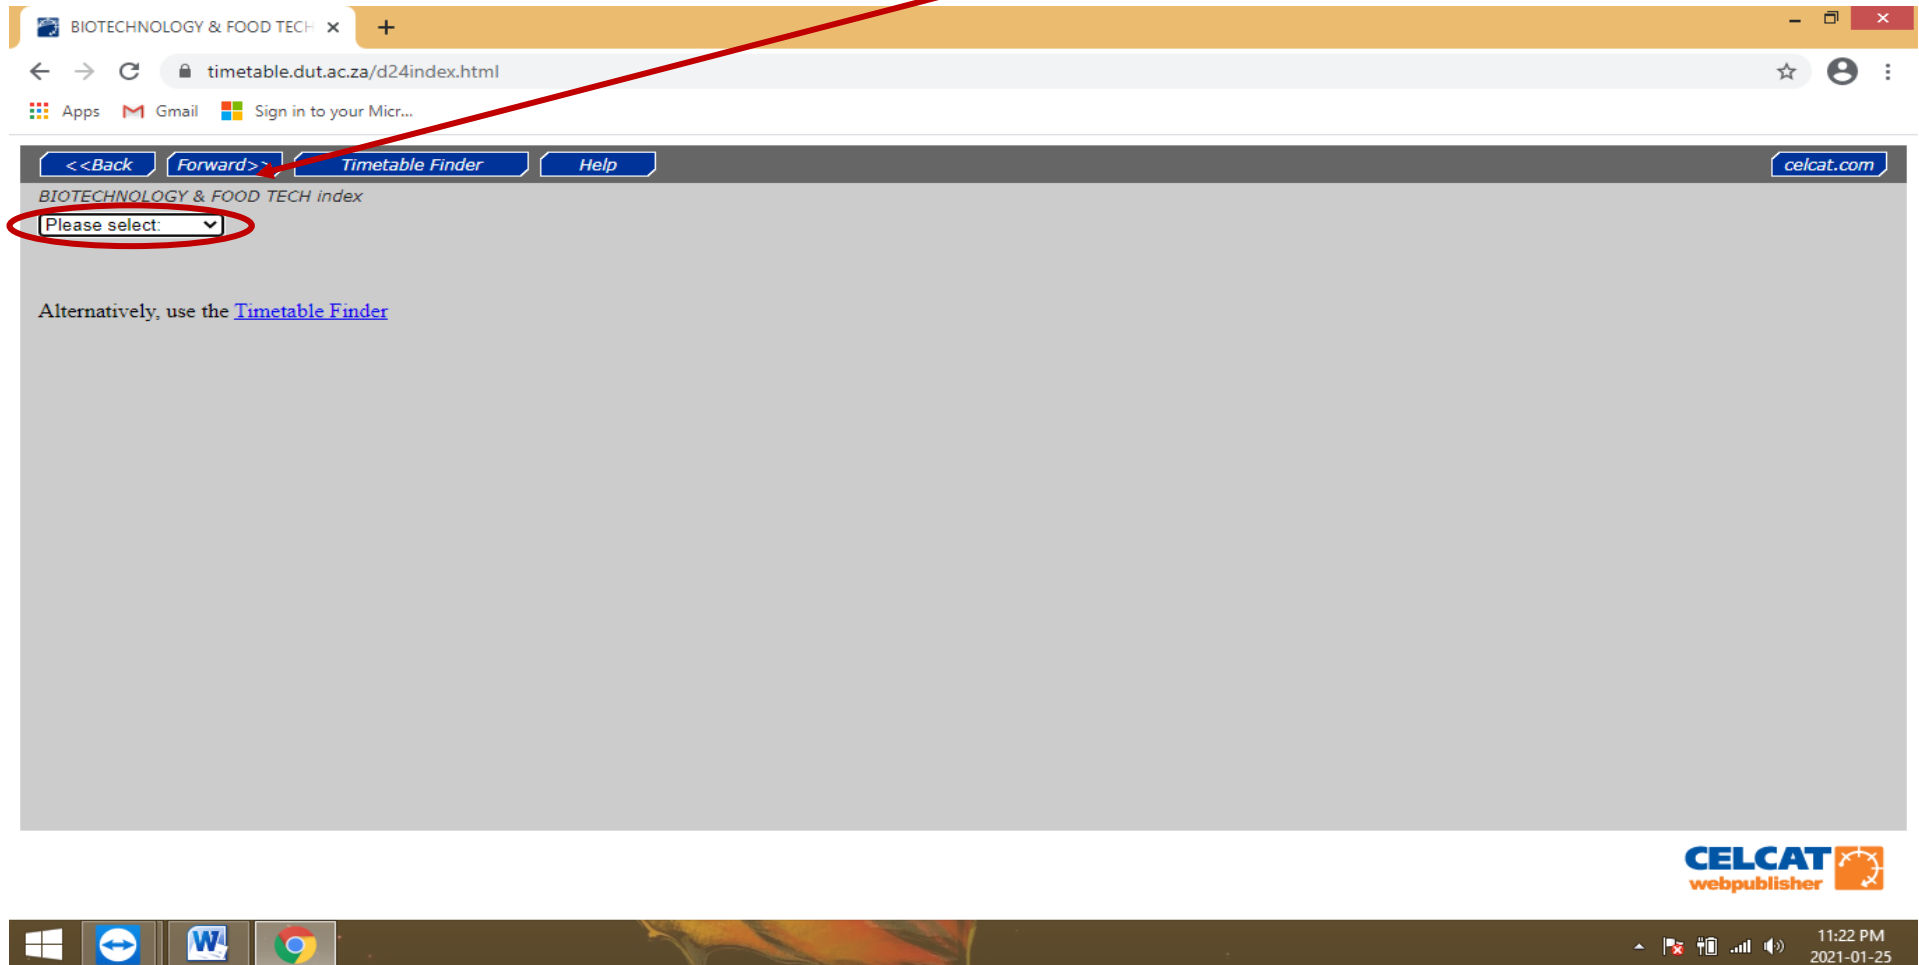 BIOTECHNOLOGY & FOOD TECH
timetable.dut.ac.za/d24index.html
Apps Gmail Sign in to your Micr...
<<Back Forward>> Timetable Finder Help celcat.com
BIOTECHNOLOGY & FOOD TECH index
Please select:
Alternatively, use the Timetable Finder
CELCAT
webpublisher
11:22 PM
2021-01-25